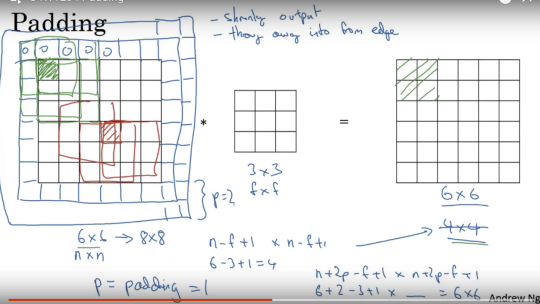 Padding
- shrinky output
- throw away info from edge
0 0 0 0 0
*
=
3 × 3
f × f
p=2
6 × 6
4 × 4
6 × 6 → 8 × 8
n × n
n-f+1 × n-f+1
6-3+1=4
p = padding = 1
n+2p-f+1 × n+2p-f+1
6+2-3+1 × __ = 6×6
Andrew Ng